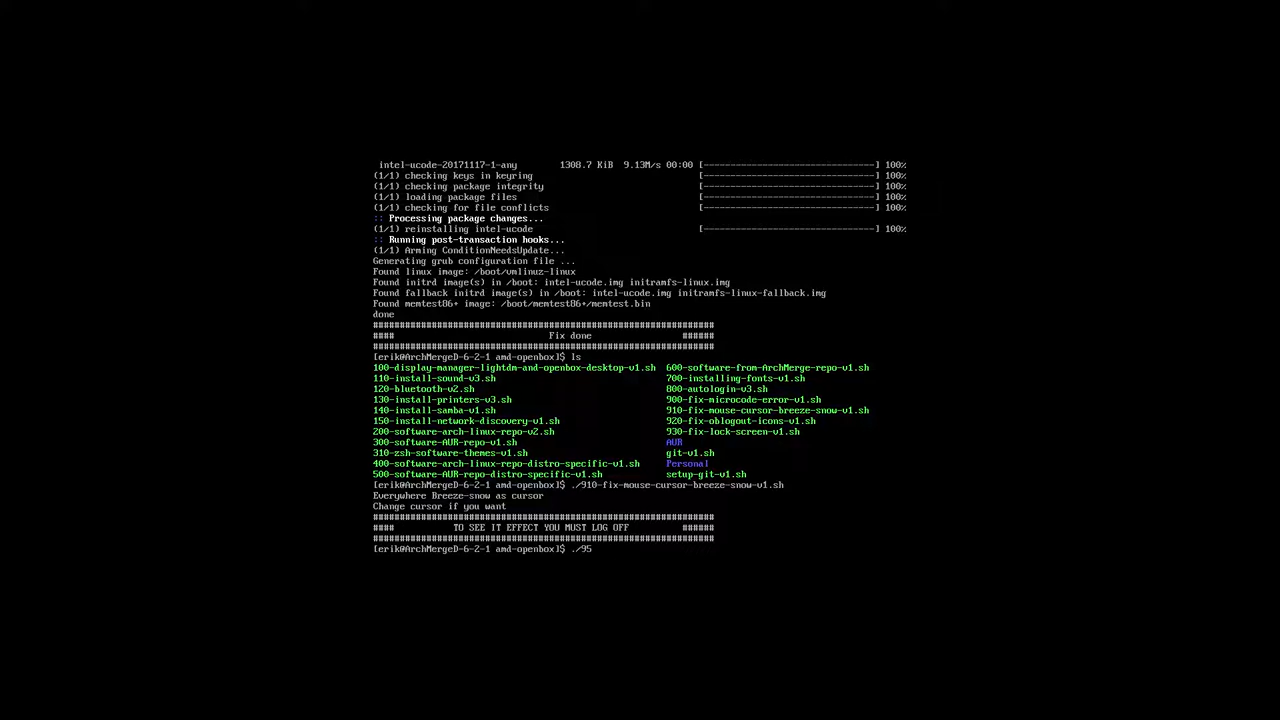 intel-ucode-20171117-1-any 1308.7 KiB 9.13M/s 00:00 [--------------------------------] 100%
(1/1) checking keys in keyring [--------------------------------] 100%
(1/1) checking package integrity [--------------------------------] 100%
(1/1) loading package files [--------------------------------] 100%
(1/1) checking for file conflicts [--------------------------------] 100%
:: Processing package changes...
(1/1) reinstalling intel-ucode [--------------------------------] 100%
:: Running post-transaction hooks...
(1/1) Arming ConditionNeedsUpdate...
Generating grub configuration file ...
Found linux image: /boot/vmlinuz-linux
Found initrd image(s) in /boot: intel-ucode.img initramfs-linux.img
Found fallback initrd image(s) in /boot: intel-ucode.img initramfs-linux-fallback.img
Found memtest86+ image: /boot/memtest86+/memtest.bin
done
################################################################
#### Fix done ######
################################################################
[erik@ArchMergeD-6-2-1 amd-openbox]$ ls
100-display-manager-lightdm-and-openbox-desktop-v1.sh 600-software-from-ArchMerge-repo-v1.sh
110-install-sound-v3.sh 700-installing-fonts-v1.sh
120-bluetooth-v2.sh 800-autologin-v3.sh
130-install-printers-v3.sh 900-fix-microcode-error-v1.sh
140-install-samba-v1.sh 910-fix-mouse-cursor-breeze-snow-v1.sh
150-install-network-discovery-v1.sh 920-fix-oblogout-icons-v1.sh
200-software-arch-linux-repo-v2.sh 930-fix-lock-screen-v1.sh
300-software-AUR-repo-v1.sh AUR
310-zsh-software-themes-v1.sh git-v1.sh
400-software-arch-linux-repo-distro-specific-v1.sh Personal
500-software-AUR-repo-distro-specific-v1.sh setup-git-v1.sh
[erik@ArchMergeD-6-2-1 amd-openbox]$ ./910-fix-mouse-cursor-breeze-snow-v1.sh
Everywhere Breeze-snow as cursor
Change cursor if you want
################################################################
#### TO SEE IT EFFECT YOU MUST LOG OFF ######
################################################################
[erik@ArchMergeD-6-2-1 amd-openbox]$ ./95